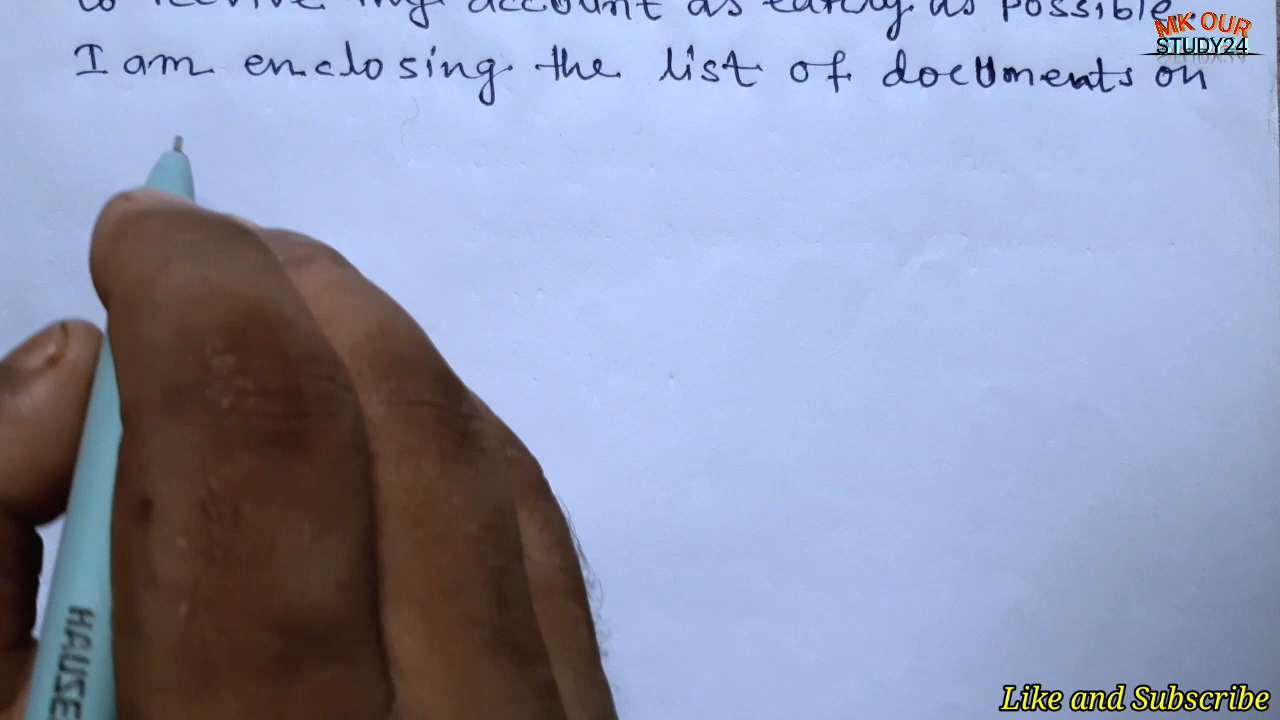 to revive my account as early as possible
I am enclosing the list of documents on
MK OUR
STUDY24
HAUSE
Like and Subscribe